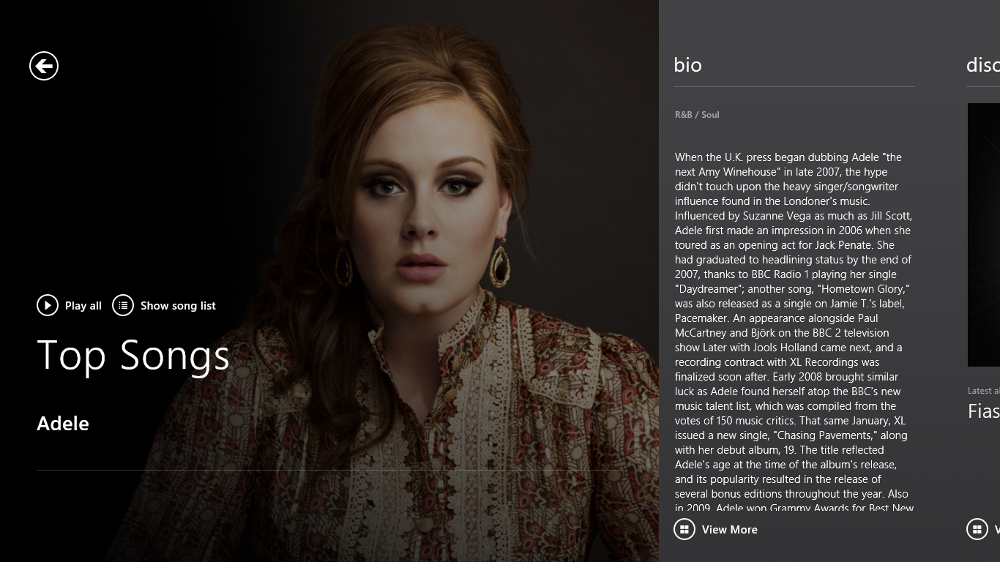 Play all
Show song list
Top Songs
Adele
bio
R&B / Soul
When the U.K. press began dubbing Adele "the
next Amy Winehouse" in late 2007, the hype
didn't touch upon the heavy singer/songwriter
influence found in the Londoner's music.
Influenced by Suzanne Vega as much as Jill Scott,
Adele first made an impression in 2006 when she
toured as an opening act for Jack Penate. She
had graduated to headlining status by the end of
2007, thanks to BBC Radio 1 playing her single
"Daydreamer"; another song, "Hometown Glory,"
was also released as a single on Jamie T.'s label,
Pacemaker. An appearance alongside Paul
McCartney and Björk on the BBC 2 television
show Later with Jools Holland came next, and a
recording contract with XL Recordings was
finalized soon after. Early 2008 brought similar
luck as Adele found herself atop the BBC's new
music talent list, which was compiled from the
votes of 150 music critics. That same January, XL
issued a new single, "Chasing Pavements," along
with her debut album, 19. The title reflected
Adele's age at the time of the album's release,
and its popularity resulted in the release of
several bonus editions throughout the year. Also
in 2009, Adele won Grammy Awards for Best New
View More
disc
Latest a
Fias
V